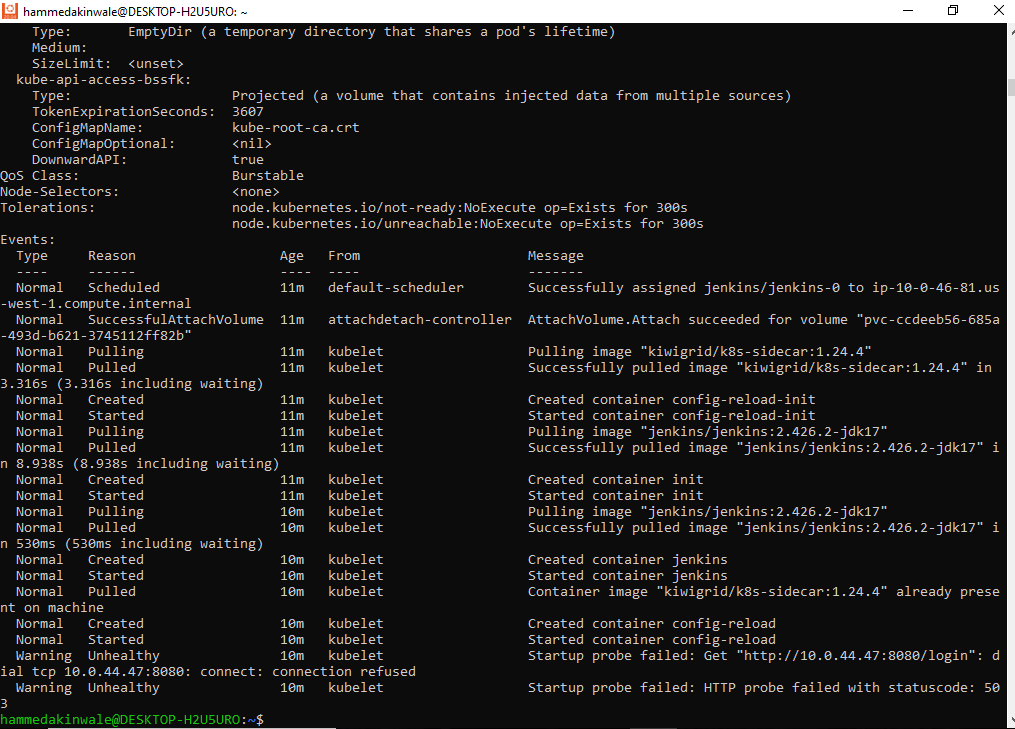 hammedakinwale@DESKTOP-H2U5URO: ~
Type: EmptyDir (a temporary directory that shares a pod's lifetime)
Medium:
SizeLimit: <unset>
kube-api-access-bssfk:
Type: Projected (a volume that contains injected data from multiple sources)
TokenExpirationSeconds: 3607
ConfigMapName: kube-root-ca.crt
ConfigMapOptional: <nil>
DownwardAPI: true
QoS Class: Burstable
Node-Selectors: <none>
Tolerations: node.kubernetes.io/not-ready:NoExecute op=Exists for 300s
node.kubernetes.io/unreachable:NoExecute op=Exists for 300s
Events:
Type Reason Age From Message
---- ------ ---- ---- -------
Normal Scheduled 11m default-scheduler Successfully assigned jenkins/jenkins-0 to ip-10-0-46-81.us
-west-1.compute.internal
Normal SuccessfulAttachVolume 11m attachdetach-controller AttachVolume.Attach succeeded for volume "pvc-ccdeeb56-685a
-493d-b621-3745112ff82b"
Normal Pulling 11m kubelet Pulling image "kiwigrid/k8s-sidecar:1.24.4"
Normal Pulled 11m kubelet Successfully pulled image "kiwigrid/k8s-sidecar:1.24.4" in
3.316s (3.316s including waiting)
Normal Created 11m kubelet Created container config-reload-init
Normal Started 11m kubelet Started container config-reload-init
Normal Pulling 11m kubelet Pulling image "jenkins/jenkins:2.426.2-jdk17"
Normal Pulled 11m kubelet Successfully pulled image "jenkins/jenkins:2.426.2-jdk17" i
n 8.938s (8.938s including waiting)
Normal Created 11m kubelet Created container init
Normal Started 11m kubelet Started container init
Normal Pulling 10m kubelet Pulling image "jenkins/jenkins:2.426.2-jdk17"
Normal Pulled 10m kubelet Successfully pulled image "jenkins/jenkins:2.426.2-jdk17" i
n 530ms (530ms including waiting)
Normal Created 10m kubelet Created container jenkins
Normal Started 10m kubelet Started container jenkins
Normal Pulled 10m kubelet Container image "kiwigrid/k8s-sidecar:1.24.4" already prese
nt on machine
Normal Created 10m kubelet Created container config-reload
Normal Started 10m kubelet Started container config-reload
Warning Unhealthy 10m kubelet Startup probe failed: Get "http://10.0.44.47:8080/login": d
ial tcp 10.0.44.47:8080: connect: connection refused
Warning Unhealthy 10m kubelet Startup probe failed: HTTP probe failed with statuscode: 50
3
hammedakinwale@DESKTOP-H2U5URO:~$